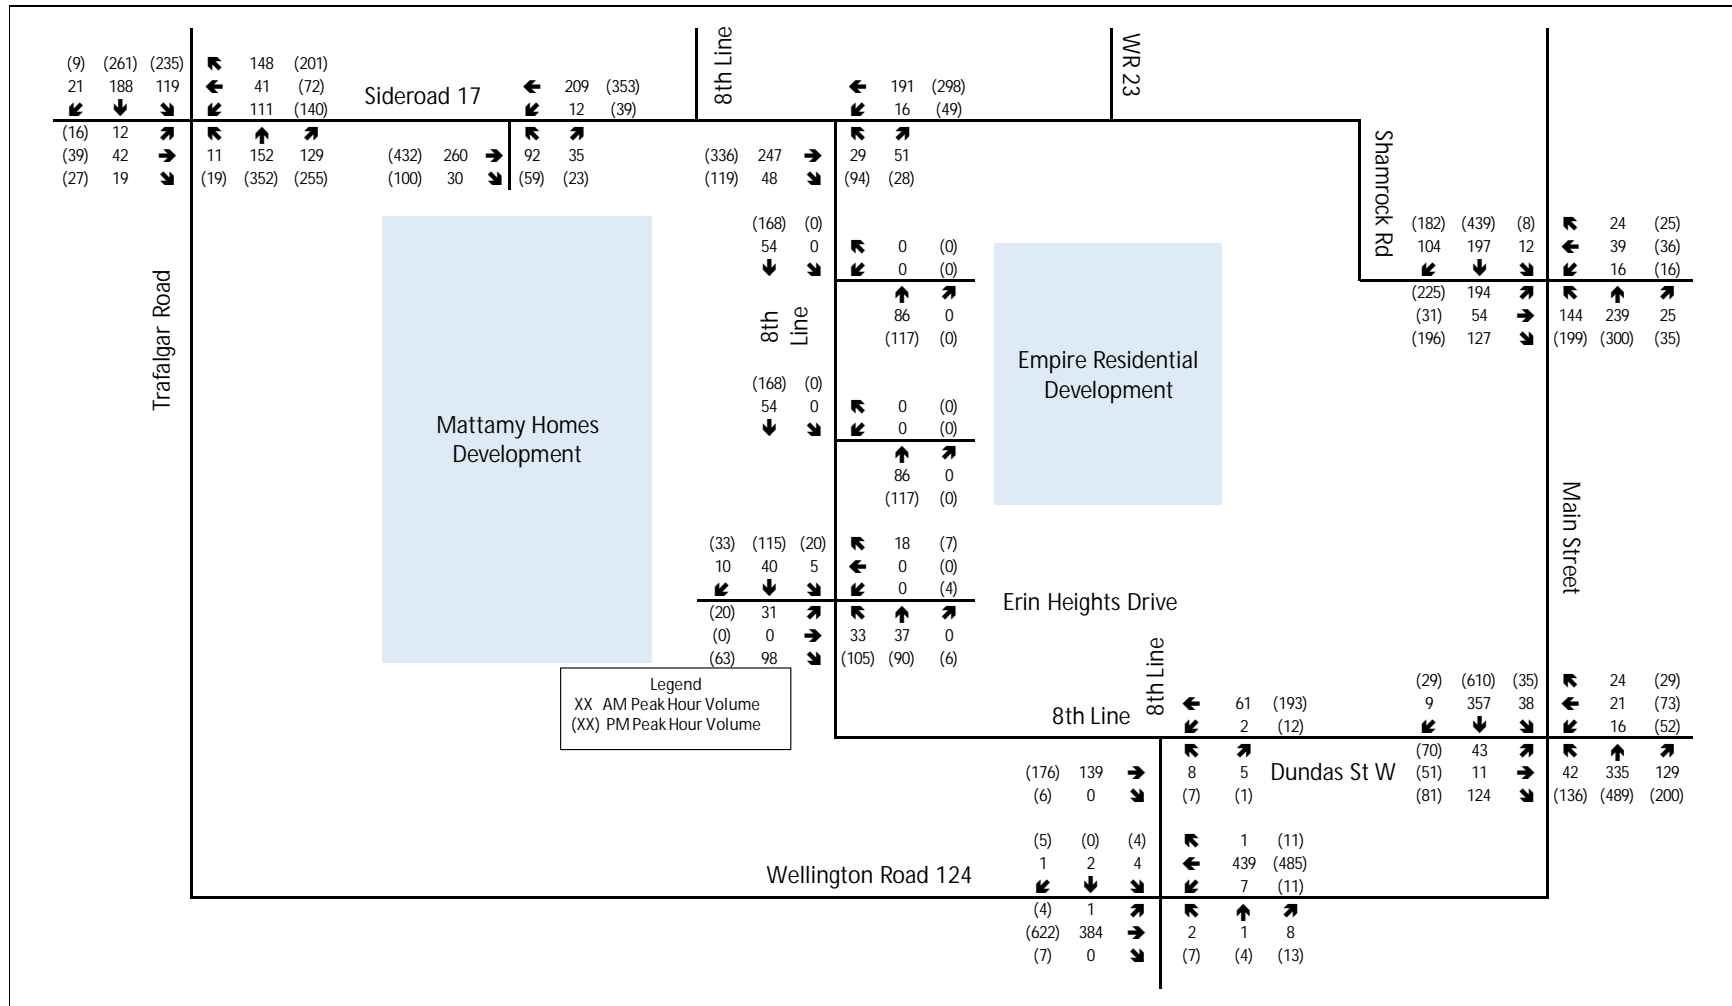 (9) (261) (235) 148 (201)
21 188 119 41 (72)
111 (140)
(16) 12
(39) 42 11 152 129
(27) 19 (19) (352) (255)
Sideroad 17
209 (353)
12 (39)
(432) 260 92 35
(100) 30 (59) (23)
8th Line
191 (298)
16 (49)
(336) 247 29 51
(119) 48 (94) (28)
WR 23
Shamrock Rd
(182) (439) (8) 24 (25)
104 197 12 39 (36)
16 (16)
(225) 194
(31) 54 144 239 25
(196) 127 (199) (300) (35)
Trafalgar Road
(168) (0)
54 0 0 (0)
0 (0)
86 0
(117) (0)
8th
Line
(168) (0)
54 0 0 (0)
0 (0)
86 0
(117) (0)
Mattamy Homes
Development
Empire Residential
Development
Main Street
(33) (115) (20) 18 (7)
10 40 5 0 (0)
0 (4)
(20) 31
(0) 0 33 37 0
(63) 98 (105) (90) (6)
Erin Heights Drive
Legend
XX AM Peak Hour Volume
(XX) PM Peak Hour Volume
8th Line
8th Line
61 (193)
2 (12)
(176) 139 8 5
(6) 0 (7) (1)
Dundas St W
(29) (610) (35) 24 (29)
9 357 38 21 (73)
16 (52)
(70) 43
(51) 11 42 335 129
(81) 124 (136) (489) (200)
Wellington Road 124
(5) (0) (4) 1 (11)
1 2 4 439 (485)
7 (11)
(4) 1
(622) 384 2 1 8
(7) 0 (7) (4) (13)